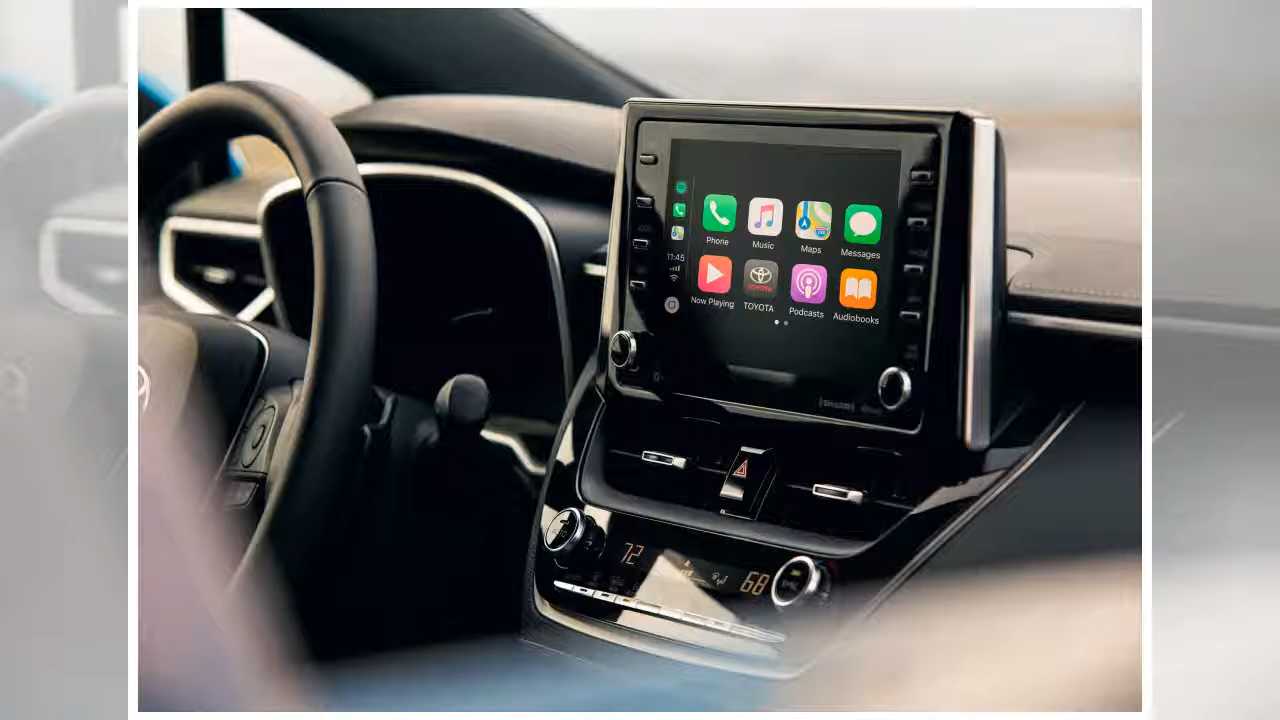 Phone Music Maps Messages
11:45
Now Playing TOYOTA Podcasts Audiobooks
TOYOTA
72 68